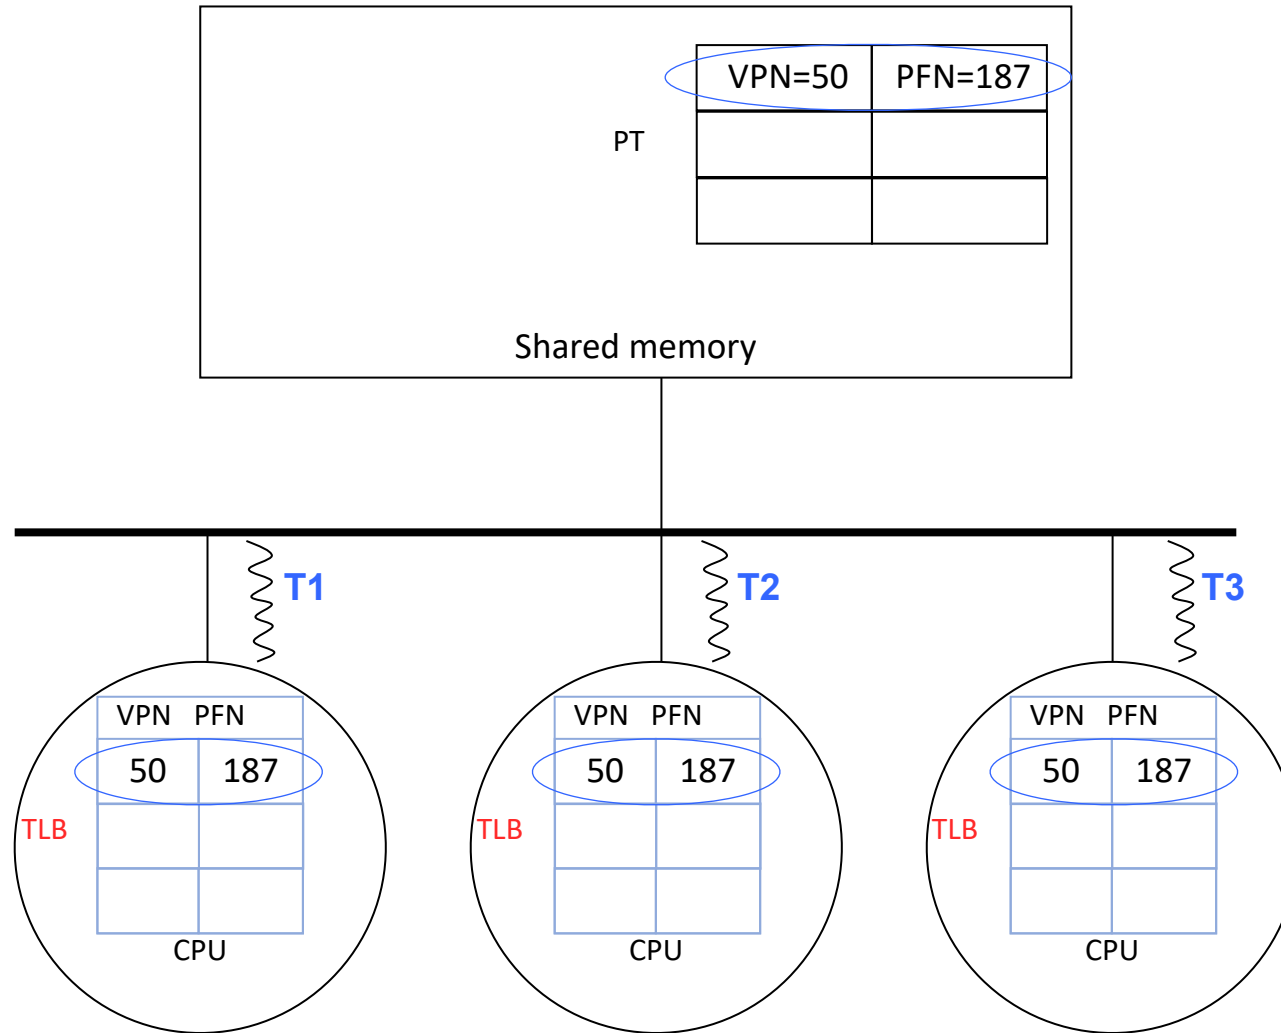 VPN=50 PFN=187
PT
Shared memory
T1 T2 T3
VPN PFN VPN PFN VPN PFN
50 187 50 187 50 187
TLB TLB TLB
CPU CPU CPU